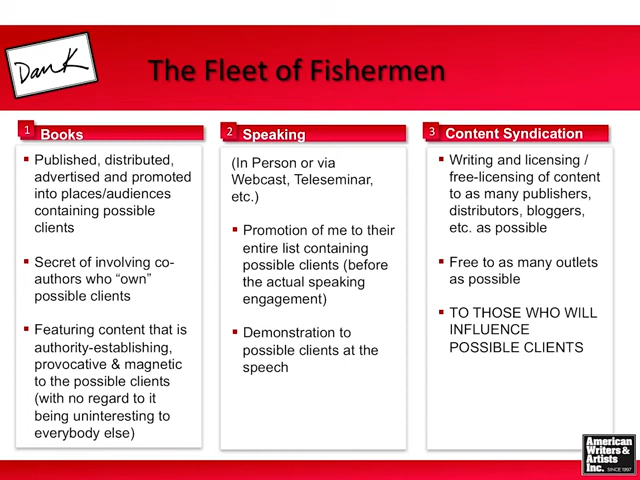 Dan K
The Fleet of Fishermen
1 Books
▪ Published, distributed,
advertised and promoted
into places/audiences
containing possible
clients
▪ Secret of involving co-
authors who “own”
possible clients
▪ Featuring content that is
authority-establishing,
provocative & magnetic
to the possible clients
(with no regard to it
being uninteresting to
everybody else)
2 Speaking
(In Person or via
Webcast, Teleseminar,
etc.)
▪ Promotion of me to their
entire list containing
possible clients (before
the actual speaking
engagement)
▪ Demonstration to
possible clients at the
speech
3 Content Syndication
▪ Writing and licensing /
free-licensing of content
to as many publishers,
distributors, bloggers,
etc. as possible
▪ Free to as many outlets
as possible
▪ TO THOSE WHO WILL
INFLUENCE
POSSIBLE CLIENTS
American
Writers &
Artists
Inc. SINCE 1997